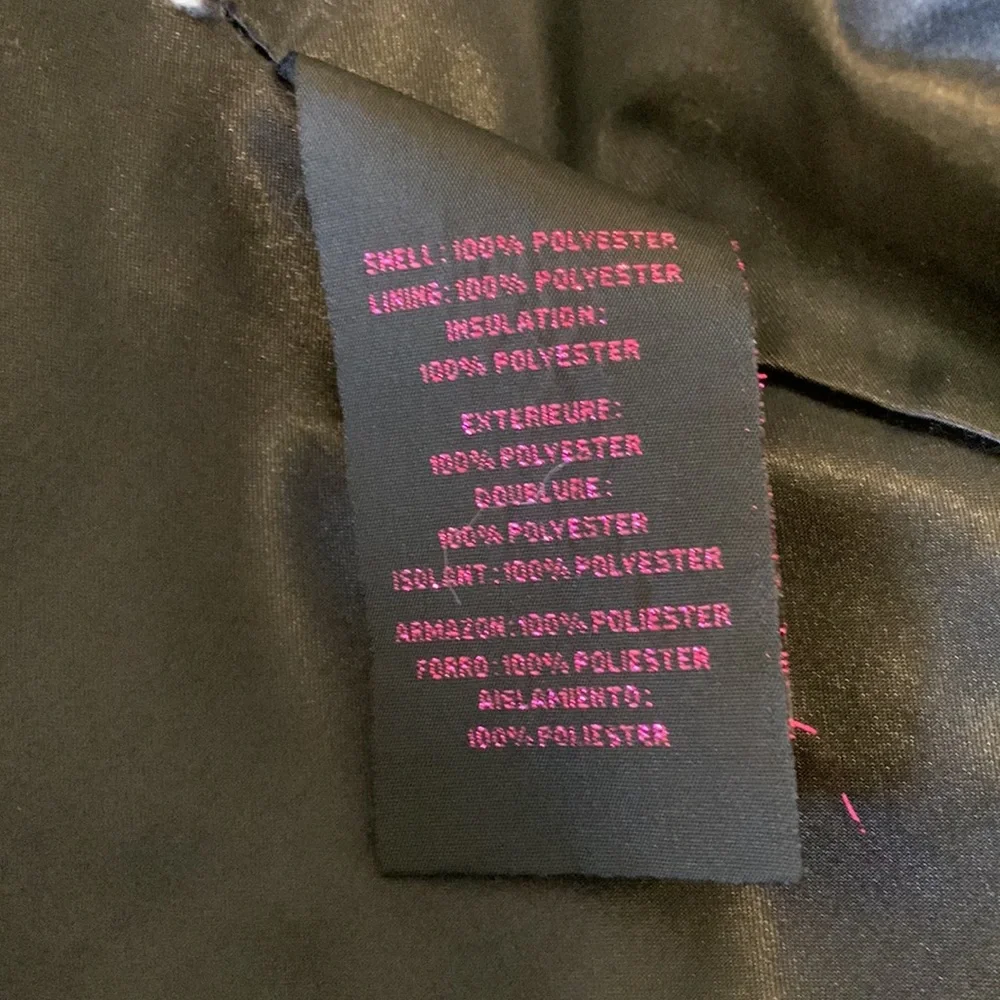 SHELL:100% POLYESTER
LINING:100% POLYESTER
INSULATION:
100% POLYESTER
EXTERIEURE:
100% POLYESTER
DOUBLURE:
100% POLYESTER
ISOLANT:100% POLYESTER
ARMAZON:100% POLIESTER
FORRO:100% POLIESTER
AISLAMIENTO:
100% POLIESTER